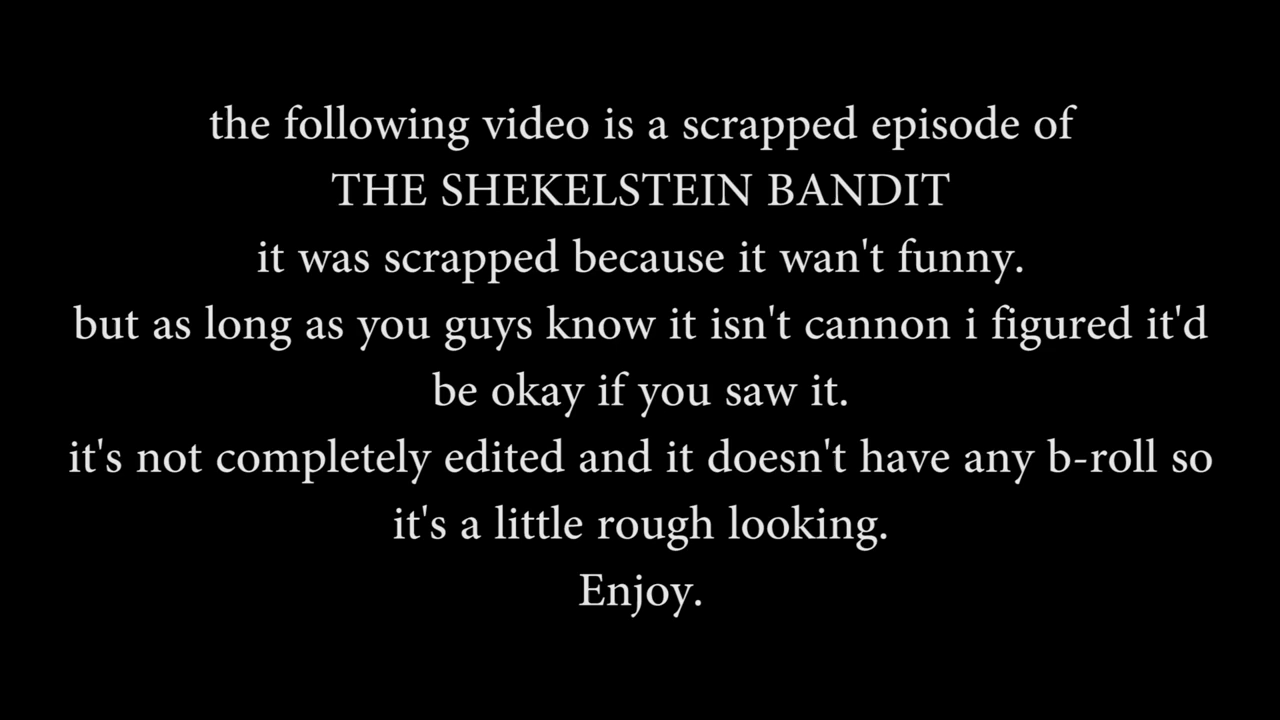 the following video is a scrapped episode of
THE SHEKELSTEIN BANDIT
it was scrapped because it wan't funny.
but as long as you guys know it isn't cannon i figured it'd
be okay if you saw it.
it's not completely edited and it doesn't have any b-roll so
it's a little rough looking.
Enjoy.